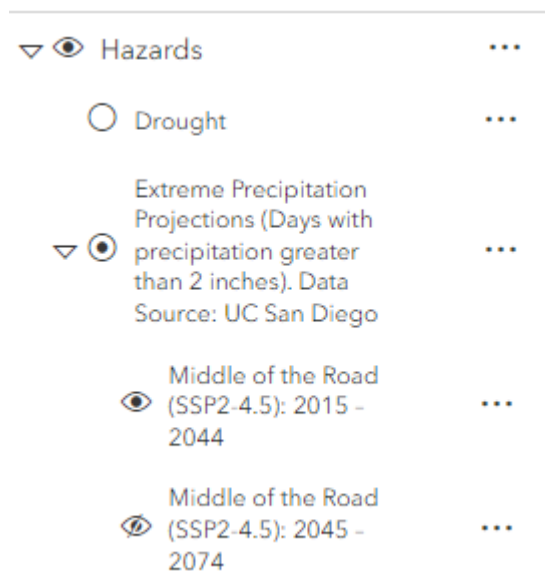 Hazards
Drought
Extreme Precipitation
Projections (Days with
precipitation greater
than 2 inches). Data
Source: UC San Diego
Middle of the Road
(SSP2-4.5): 2015 -
2044
Middle of the Road
(SSP2-4.5): 2045 -
2074